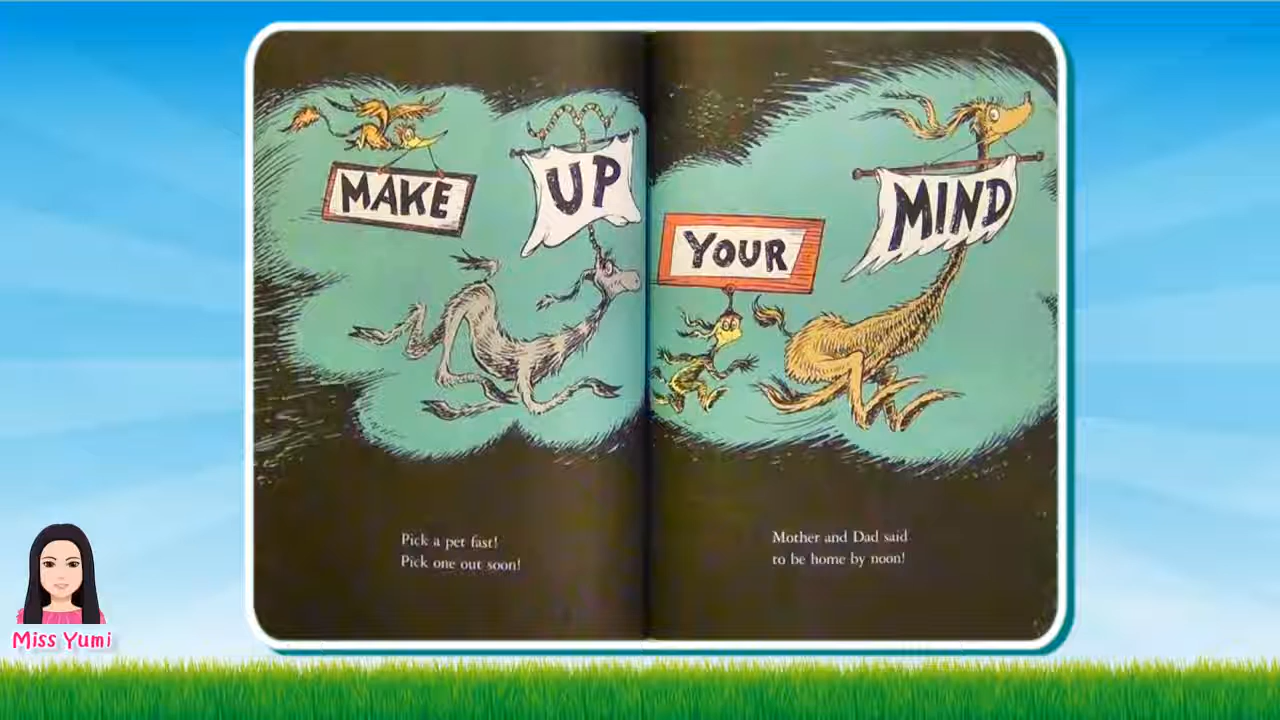 MAKE
UP
YOUR
MIND
Pick a pet fast!
Pick one out soon!
Mother and Dad said
to be home by noon!
Miss Yumi